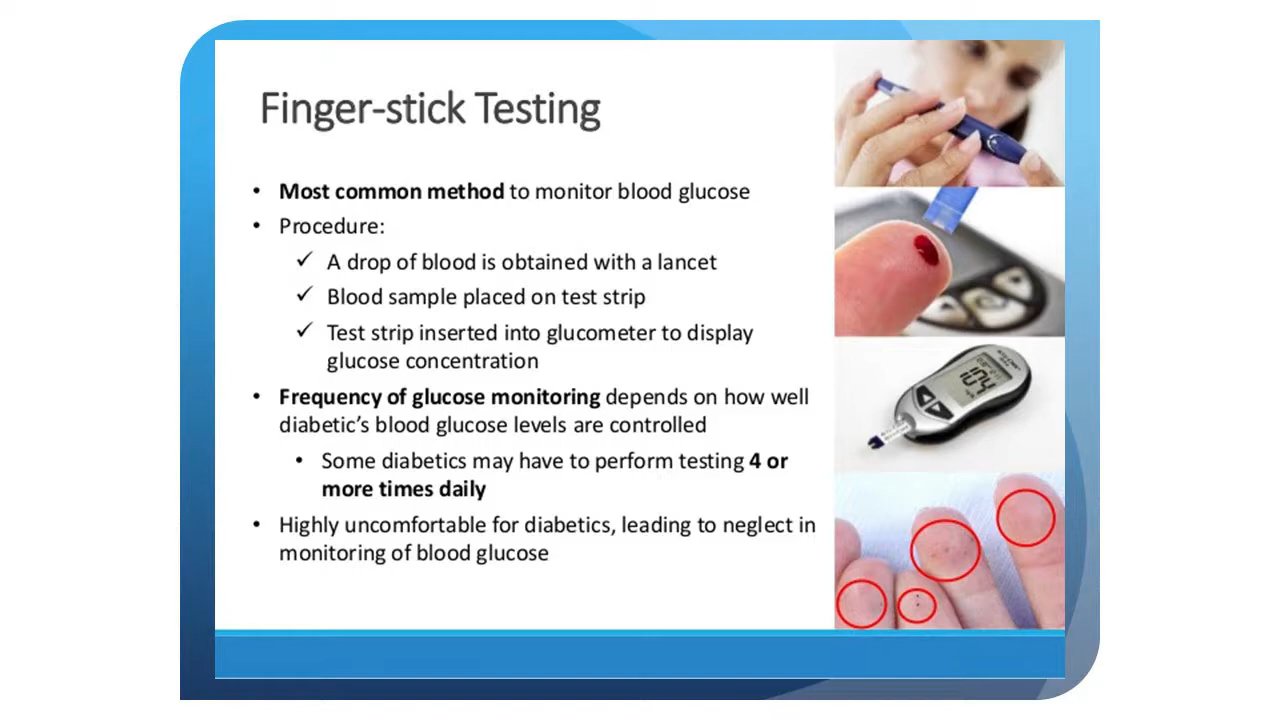 Finger-stick Testing
• Most common method to monitor blood glucose
• Procedure:
✓ A drop of blood is obtained with a lancet
✓ Blood sample placed on test strip
✓ Test strip inserted into glucometer to display
glucose concentration
• Frequency of glucose monitoring depends on how well
diabetic's blood glucose levels are controlled
• Some diabetics may have to perform testing 4 or
more times daily
• Highly uncomfortable for diabetics, leading to neglect in
monitoring of blood glucose
104